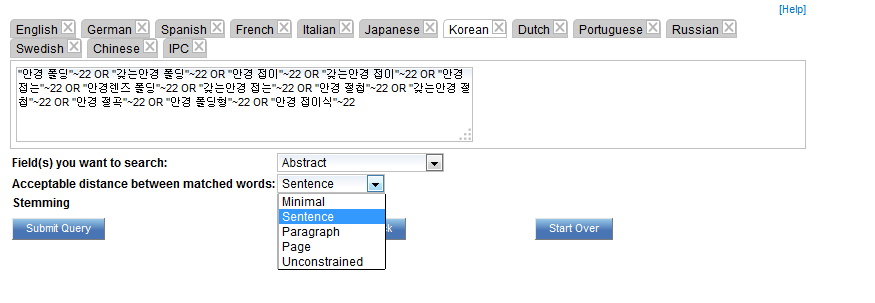 [Help]
English German Spanish French Italian Japanese Korean Dutch Portuguese Russian
Swedish Chinese IPC
"안경 폴딩"~22 OR "갖는안경 폴딩"~22 OR "안경 접이"~22 OR "갖는안경 접이"~22 OR "안경
접는"~22 OR "안경렌즈 폴딩"~22 OR "갖는안경 접는"~22 OR "안경 절첩"~22 OR "갖는안경 절
첩"~22 OR "안경 절곡"~22 OR "안경 폴딩형"~22 OR "안경 접이식"~22
Field(s) you want to search: Abstract
Acceptable distance between matched words: Sentence
Stemming Minimal
Sentence
Submit Query
Start Over
Paragraph
Page
Unconstrained